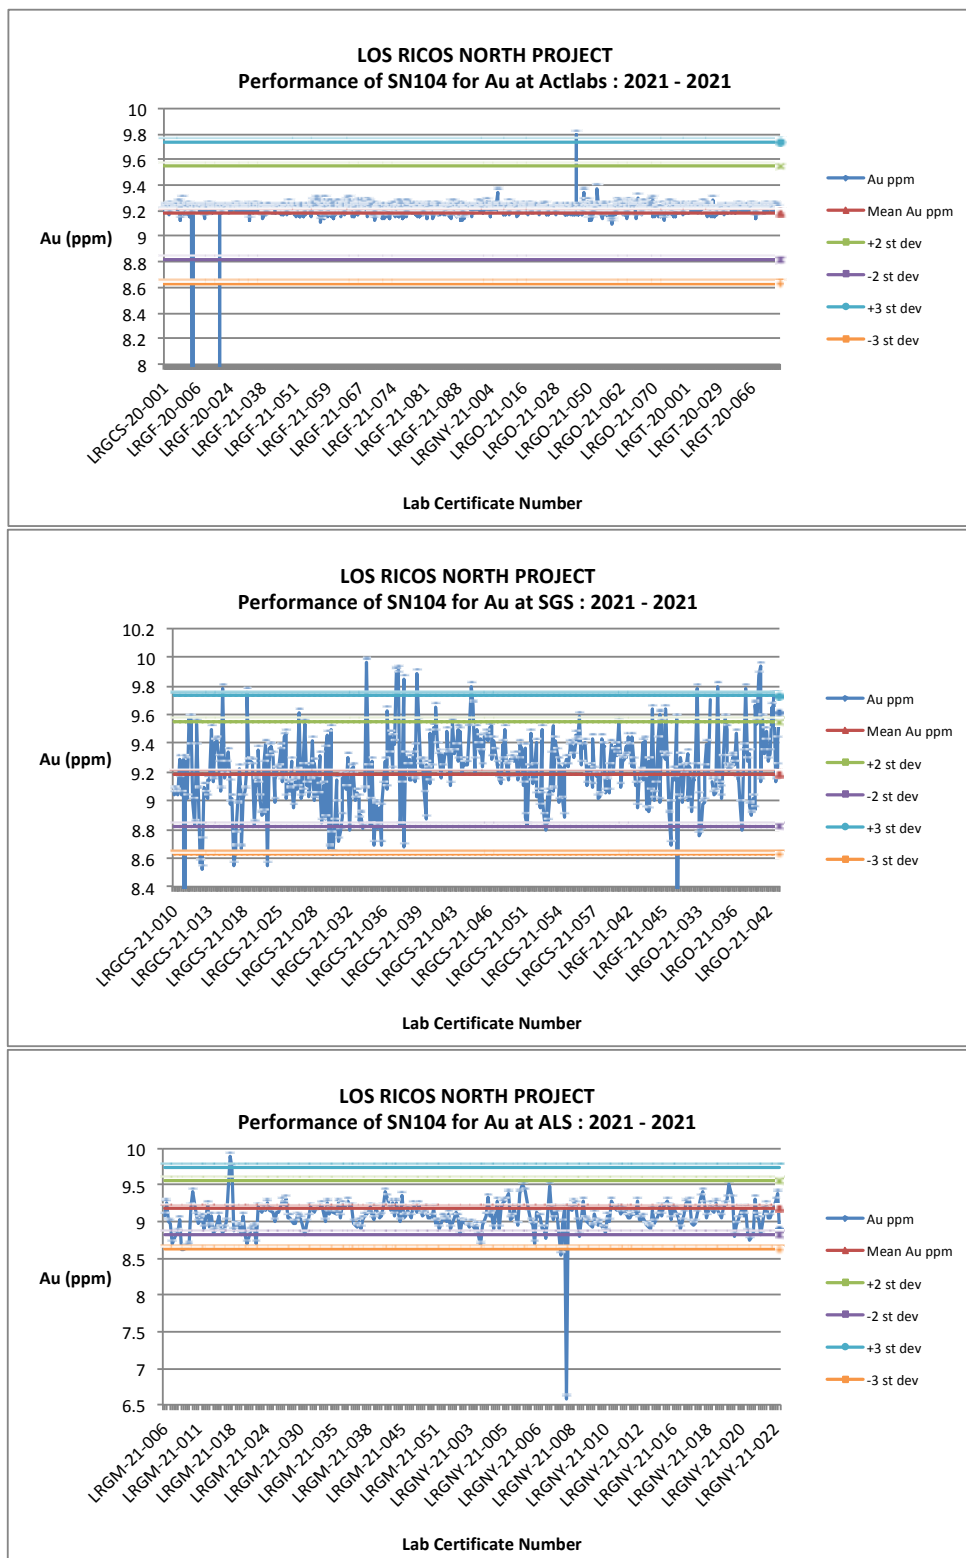 LOS RICOS NORTH PROJECT
Performance of SN104 for Au at Actlabs : 2021 - 2021
10
9.8
9.6
9.4
9.2
9
8.8
8.6
8.4
8.2
8
Au (ppm)
LRGCS-20-001
LRGF-20-006
LRGF-20-024
LRGF-21-038
LRGF-21-051
LRGF-21-059
LRGF-21-067
LRGF-21-074
LRGF-21-081
LRGF-21-088
LRGNY-21-004
LRGO-21-016
LRGO-21-028
LRGO-21-050
LRGO-21-062
LRGO-21-070
LRGT-20-001
LRGT-20-029
LRGT-20-066
Lab Certificate Number
Au ppm
Mean Au ppm
+2 st dev
-2 st dev
+3 st dev
-3 st dev
LOS RICOS NORTH PROJECT
Performance of SN104 for Au at SGS : 2021 - 2021
10.2
10
9.8
9.6
9.4
9.2
9
8.8
8.6
8.4
Au (ppm)
LRGCS-21-010
LRGCS-21-013
LRGCS-21-018
LRGCS-21-025
LRGCS-21-028
LRGCS-21-032
LRGCS-21-036
LRGCS-21-039
LRGCS-21-043
LRGCS-21-046
LRGCS-21-051
LRGCS-21-054
LRGCS-21-057
LRGF-21-042
LRGF-21-045
LRGO-21-033
LRGO-21-036
LRGO-21-042
Lab Certificate Number
Au ppm
Mean Au ppm
+2 st dev
-2 st dev
+3 st dev
-3 st dev
LOS RICOS NORTH PROJECT
Performance of SN104 for Au at ALS : 2021 - 2021
10
9.5
9
8.5
8
7.5
7
6.5
Au (ppm)
LRGM-21-006
LRGM-21-011
LRGM-21-018
LRGM-21-024
LRGM-21-030
LRGM-21-035
LRGM-21-038
LRGM-21-045
LRGM-21-051
LRGNY-21-003
LRGNY-21-005
LRGNY-21-006
LRGNY-21-008
LRGNY-21-010
LRGNY-21-012
LRGNY-21-016
LRGNY-21-018
LRGNY-21-020
LRGNY-21-022
Lab Certificate Number
Au ppm
Mean Au ppm
+2 st dev
-2 st dev
+3 st dev
-3 st dev